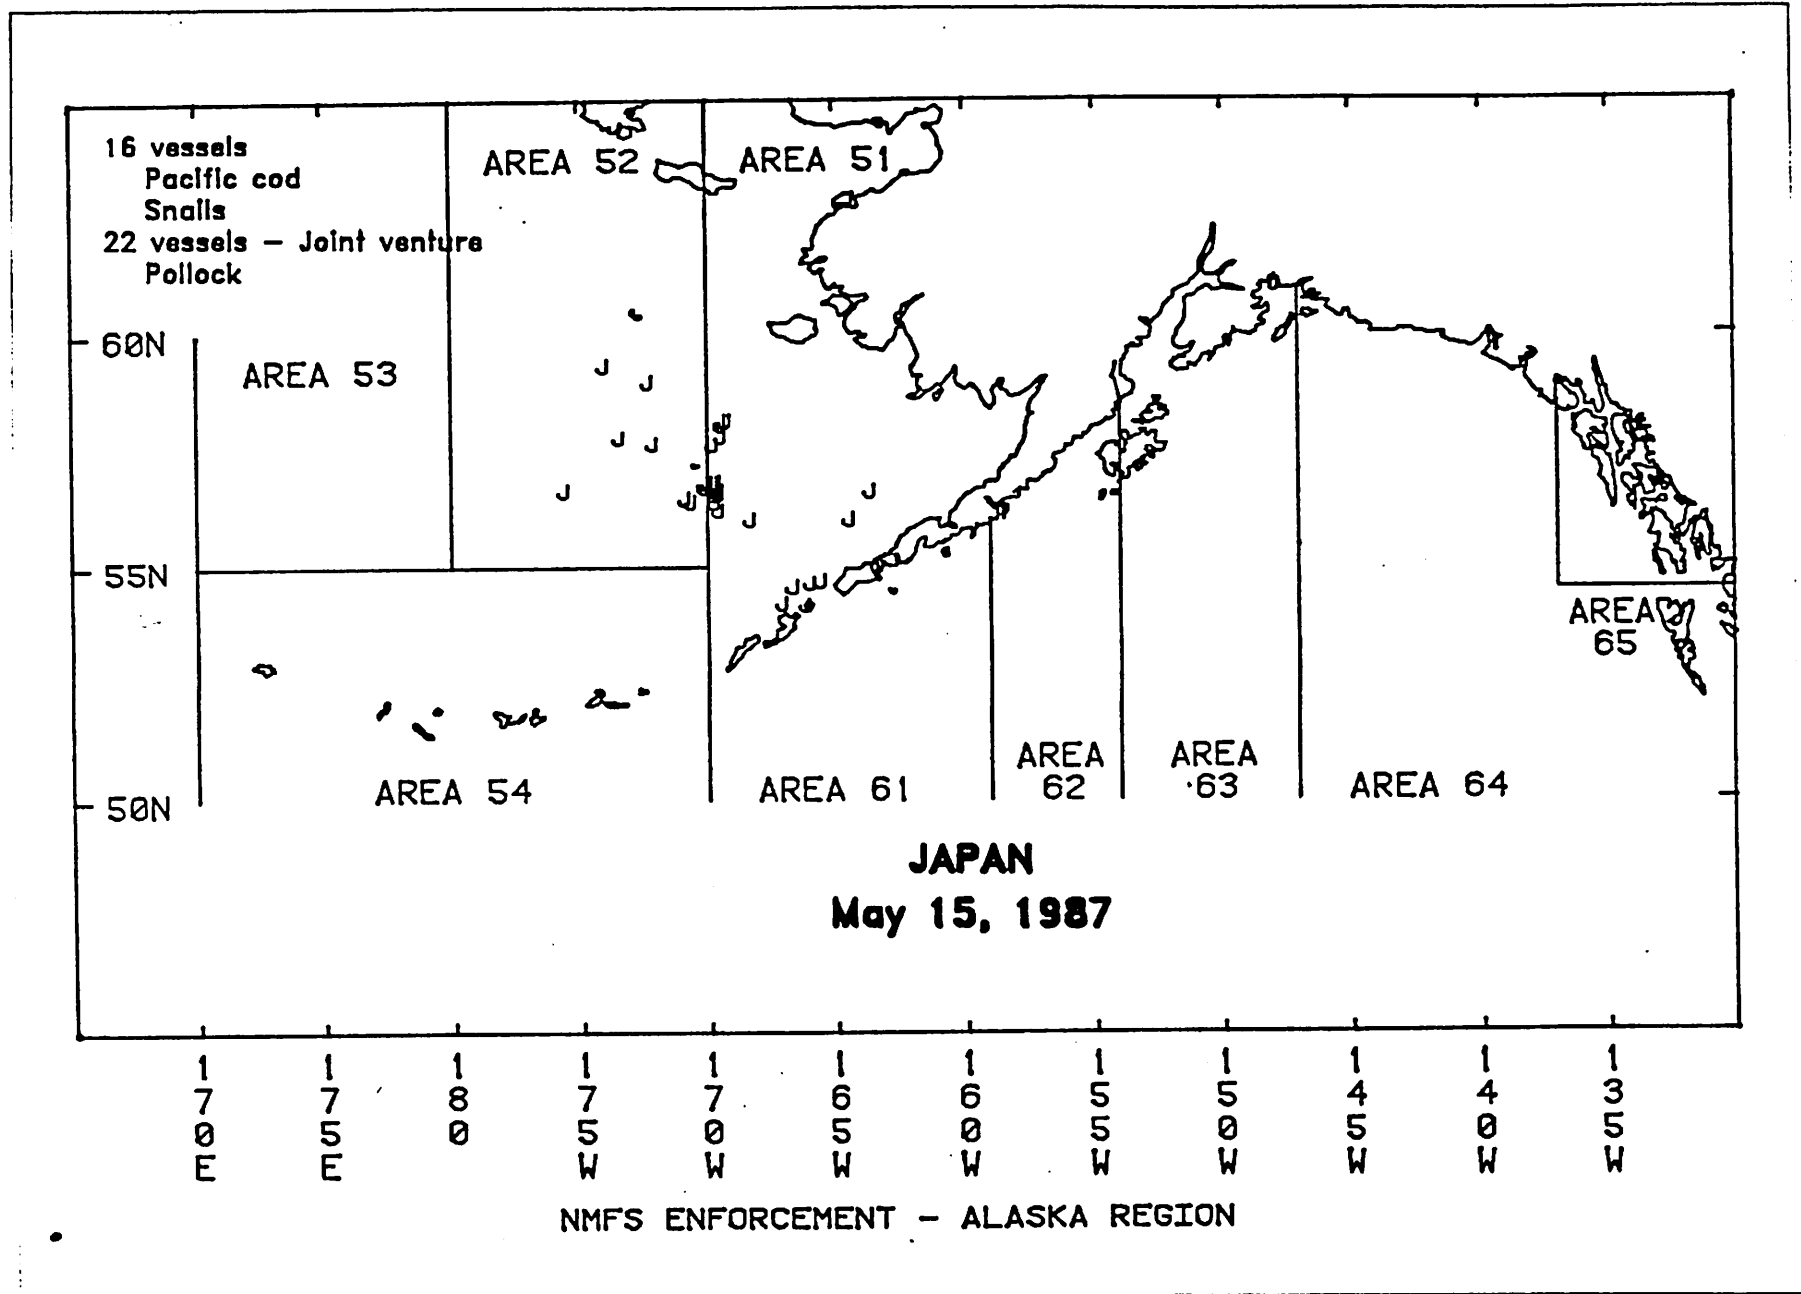 16 vessels
Pacific cod
Snails
22 vessels – Joint venture
Pollock
AREA 52
AREA 51
60N
AREA 53
J
J
J
J
J
J
J
J
J
55N
AREA
65
AREA
62
AREA
63
50N
AREA 54
AREA 61
AREA 64
JAPAN
May 15, 1987
170E
175E
180
175W
170W
165W
160W
155W
150W
145W
140W
135W
NMFS ENFORCEMENT – ALASKA REGION